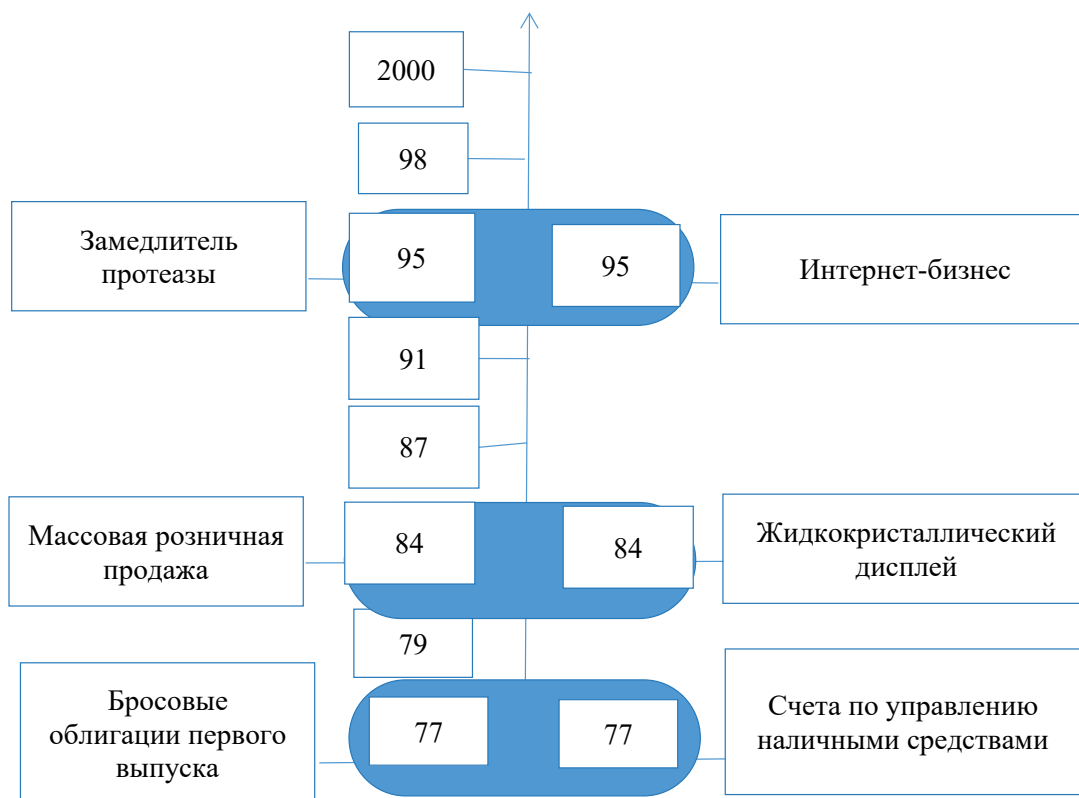 2000
98
Замедлитель
протеазы
95
95
Интернет-бизнес
91
87
Массовая розничная
продажа
84
84
Жидкокристаллический
дисплей
79
Бросовые
облигации первого
выпуска
77
77
Счета по управлению
наличными средствами